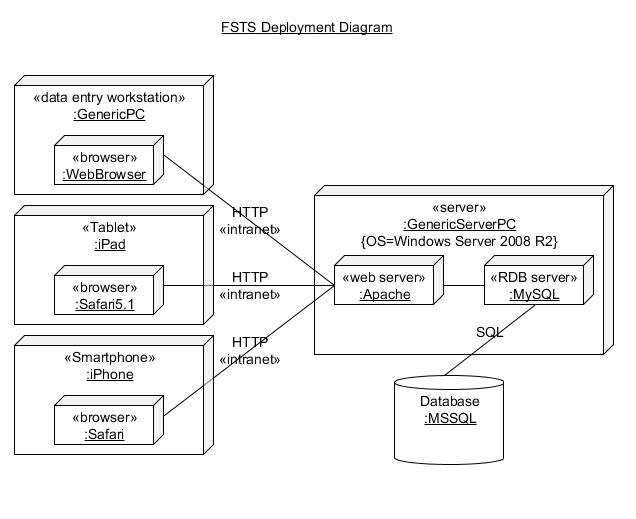 FSTS Deployment Diagram
«data entry workstation»
:GenericPC
«browser»
:WebBrowser
HTTP
«intranet»
«Tablet»
:iPad
«browser»
:Safari5.1
HTTP
«intranet»
«Smartphone»
:iPhone
«browser»
:Safari
HTTP
«intranet»
«server»
:GenericServerPC
{OS=Windows Server 2008 R2}
«web server»
:Apache
«RDB server»
:MySQL
SQL
Database
:MSSQL